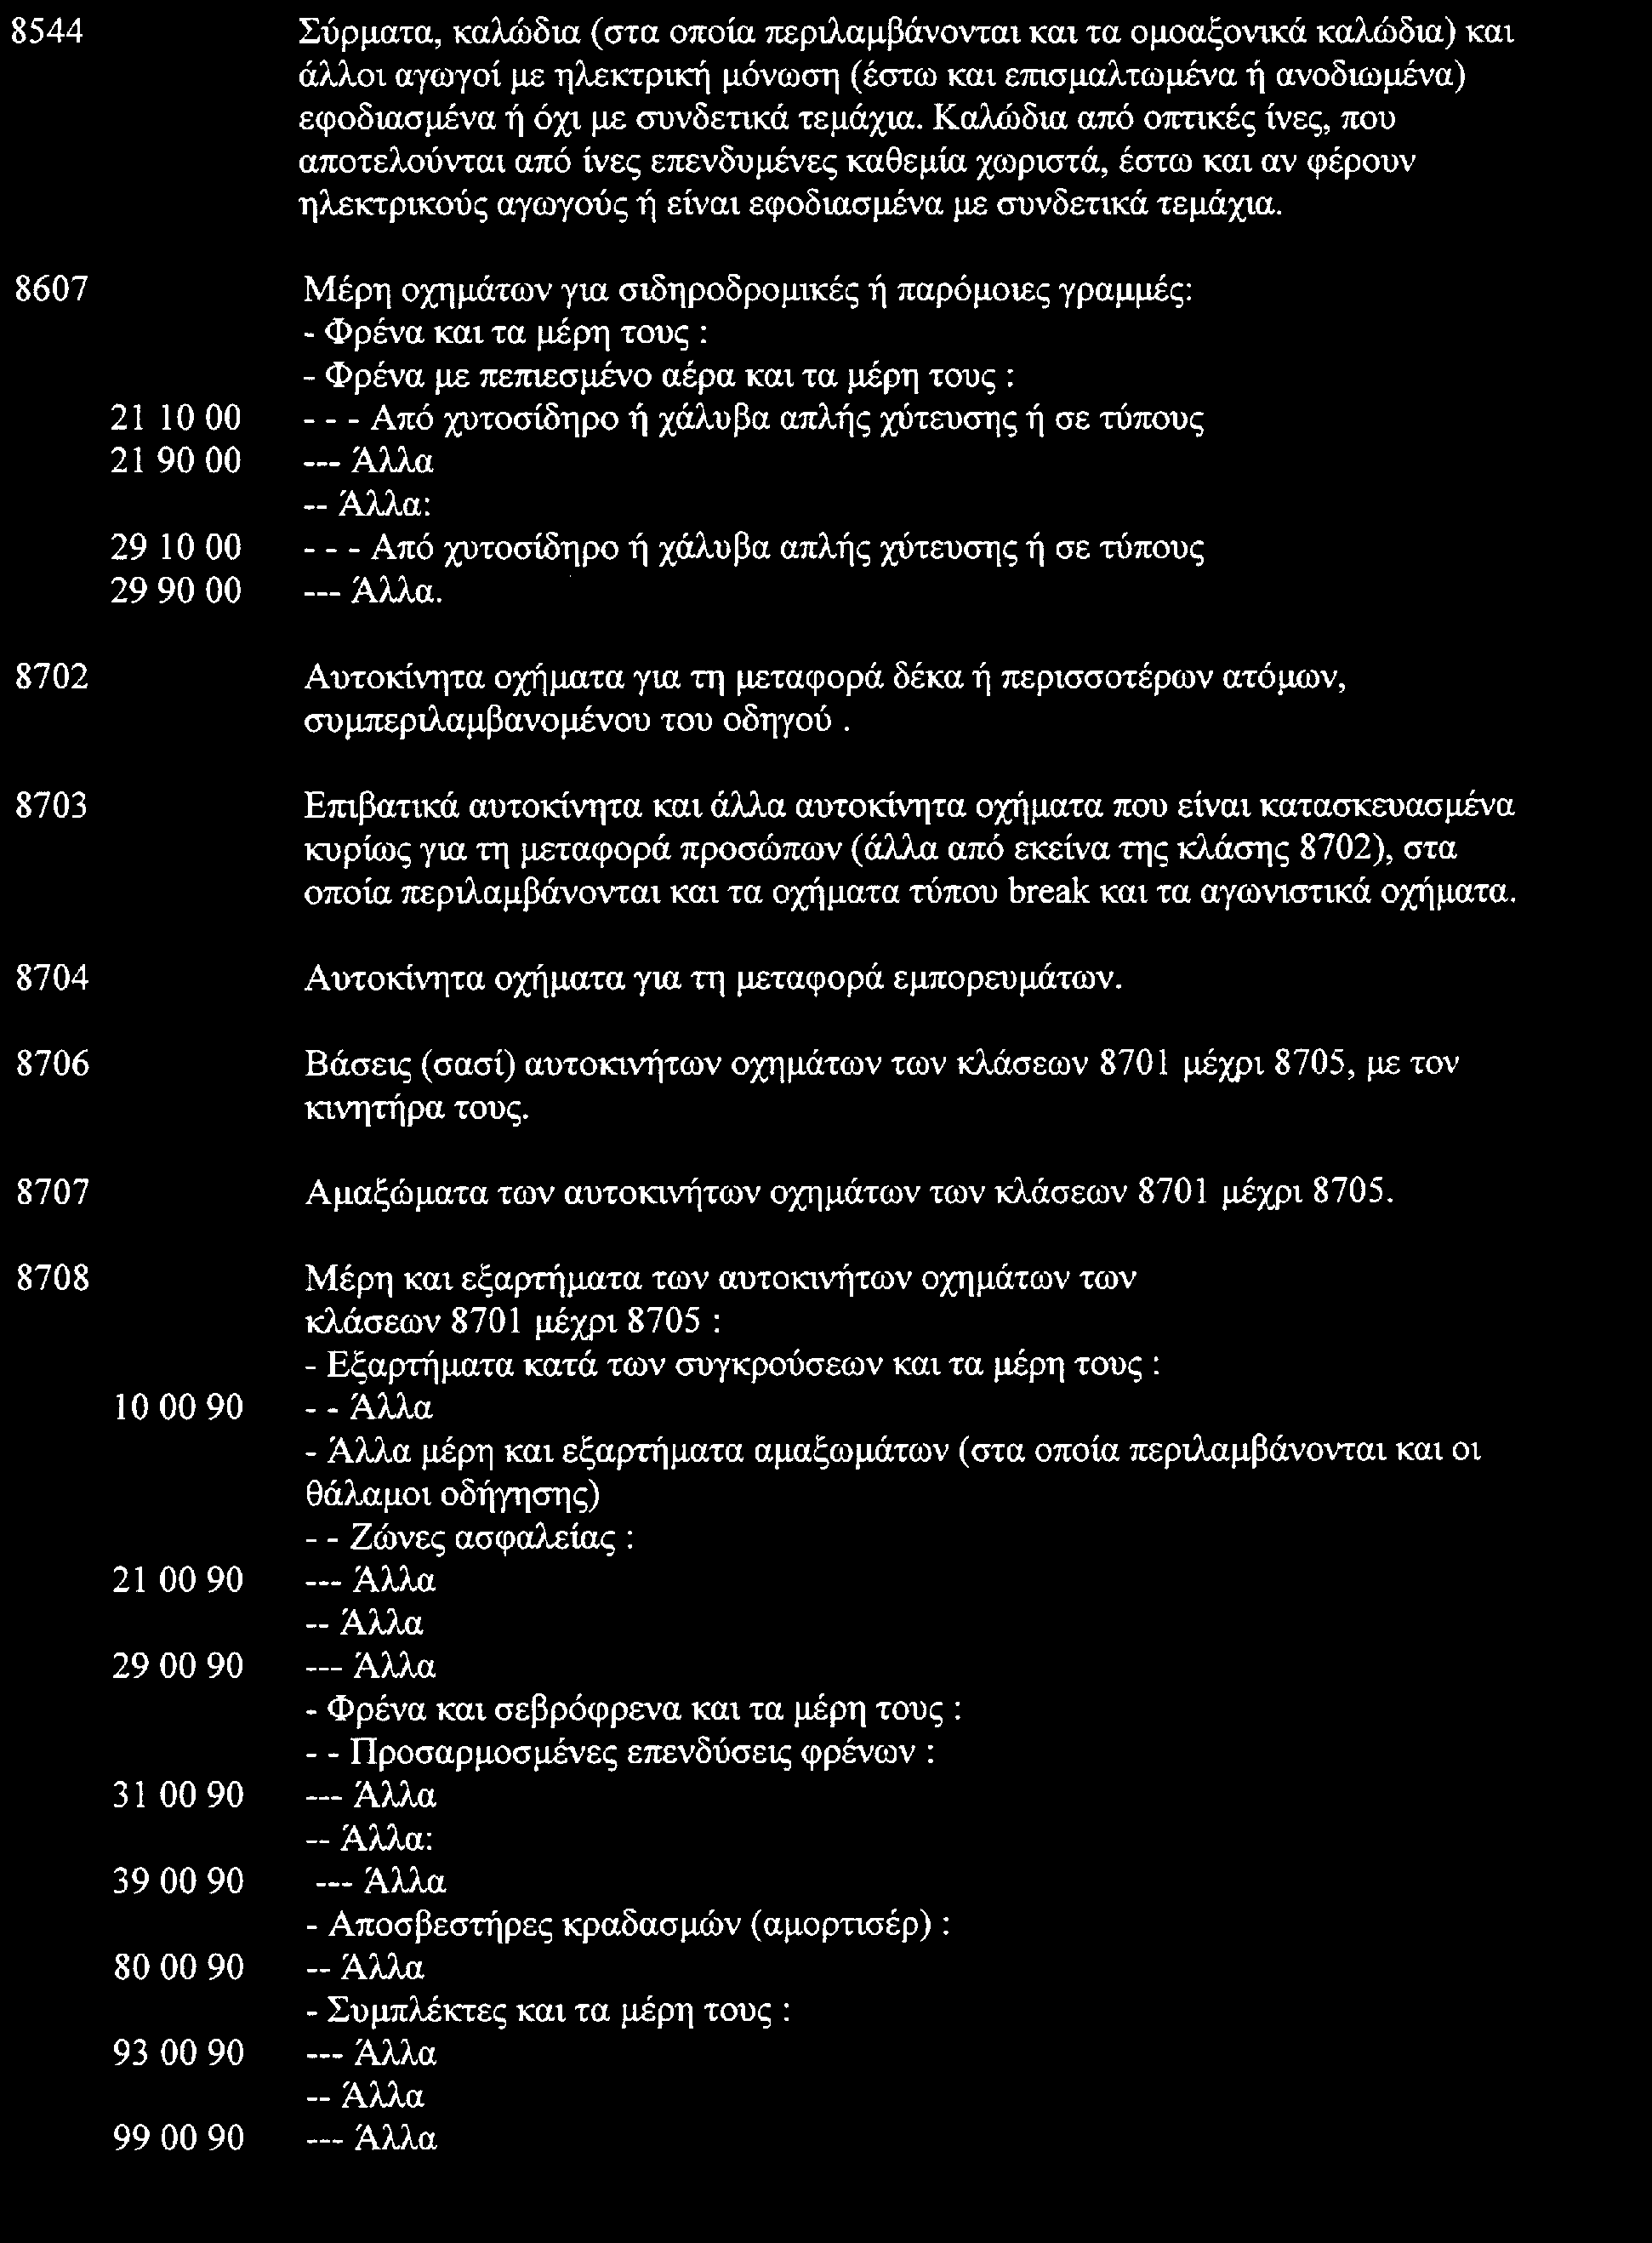 8544 Σύρματα, καλώδια (στα οποία περιλαμβάνονται και τα ομοαξονικά καλώδια) και
άλλοι αγωγοί με ηλεκτρική μόνωση (έστω και επισμαλτωμένα ή ανοδιωμένα)
εφοδιασμένα ή όχι με συνδετικά τεμάχια. Καλώδια από οπτικές ίνες, που
αποτελούνται από ίνες επενδυμένες καθεμία χωριστά, έστω και αν φέρουν
ηλεκτρικούς αγωγούς ή είναι εφοδιασμένα με συνδετικά τεμάχια.
8607 Μέρη οχημάτων για σιδηροδρομικές ή παρόμοιες γραμμές:
- Φρένα και τα μέρη τους :
- Φρένα με πεπιεσμένο αέρα και τα μέρη τους :
21 10 00 - - - Από χυτοσίδηρο ή χάλυβα απλής χύτευσης ή σε τύπους
21 90 00 --- Άλλα
-- Άλλα:
29 10 00 - - - Από χυτοσίδηρο ή χάλυβα απλής χύτευσης ή σε τύπους
29 90 00 --- Άλλα.
8702 Αυτοκίνητα οχήματα για τη μεταφορά δέκα ή περισσοτέρων ατόμων,
συμπεριλαμβανομένου του οδηγού .
8703 Επιβατικά αυτοκίνητα και άλλα αυτοκίνητα οχήματα που είναι κατασκευασμένα
κυρίως για τη μεταφορά προσώπων (άλλα από εκείνα της κλάσης 8702), στα
οποία περιλαμβάνονται και τα οχήματα τύπου break και τα αγωνιστικά οχήματα.
8704 Αυτοκίνητα οχήματα για τη μεταφορά εμπορευμάτων.
8706 Βάσεις (σασί) αυτοκινήτων οχημάτων των κλάσεων 8701 μέχρι 8705, με τον
κινητήρα τους.
8707 Αμαξώματα των αυτοκινήτων οχημάτων των κλάσεων 8701 μέχρι 8705.
8708 Μέρη και εξαρτήματα των αυτοκινήτων οχημάτων των
κλάσεων 8701 μέχρι 8705 :
- Εξαρτήματα κατά των συγκρούσεων και τα μέρη τους :
10 00 90 - - Άλλα
- Άλλα μέρη και εξαρτήματα αμαξωμάτων (στα οποία περιλαμβάνονται και οι
θάλαμοι οδήγησης)
- - Ζώνες ασφαλείας :
21 00 90 --- Άλλα
-- Άλλα
29 00 90 --- Άλλα
- Φρένα και σεβρόφρενα και τα μέρη τους :
- - Προσαρμοσμένες επενδύσεις φρένων :
31 00 90 --- Άλλα
-- Άλλα:
39 00 90 --- Άλλα
- Αποσβεστήρες κραδασμών (αμορτισέρ) :
80 00 90 -- Άλλα
- Συμπλέκτες και τα μέρη τους :
93 00 90 --- Άλλα
-- Άλλα
99 00 90 --- Άλλα